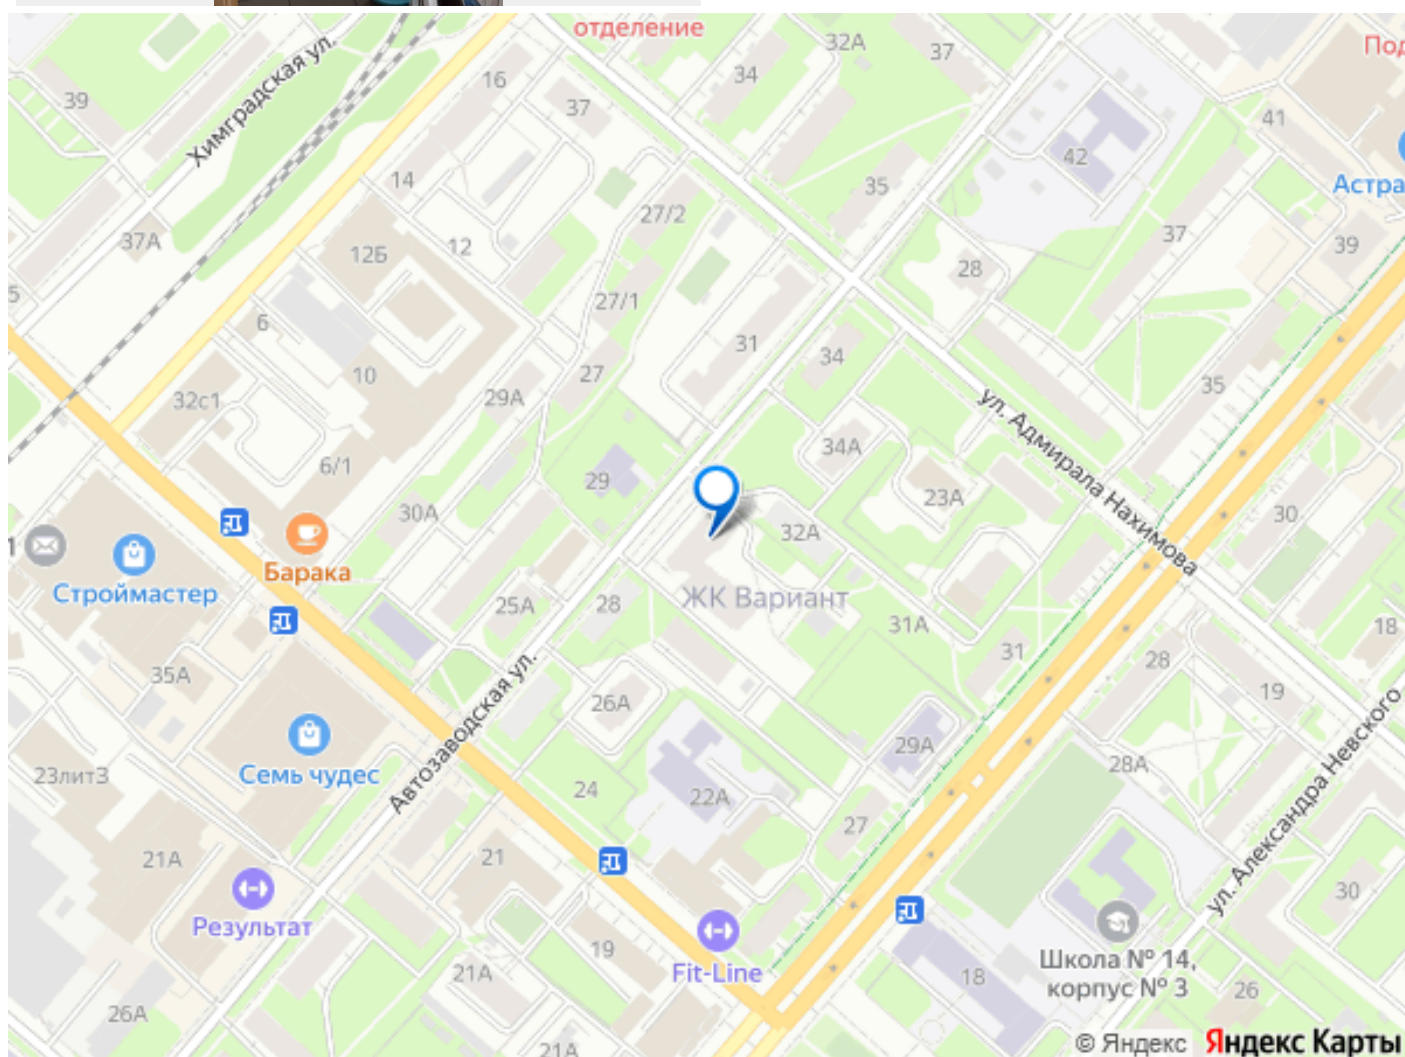 отделение
32А
37
Под
34
16
37
39
Химградская ул.
41
42
Астра
14
35
27/2
37А
12Б
12
37
39
28
5
27/1
6
31
34
27
10
35
32с1
29А
ул. Адмирала Нахимова
34А
6/1
29
23А
30А
30
32А
1
Барака
Строймастер
25А
28
ЖК Вариант
31А
18
31
28
35А
26А
19
Автозаводская ул.
29А
28А
Семь чудес
23лит3
24
22А
27
ул. Александра Невского
21А
21
30
Результат
Fit-Line
19
21А
18
Школа № 14,
корпус № 3
26
26А
21А
© Яндекс Яндекс Карты